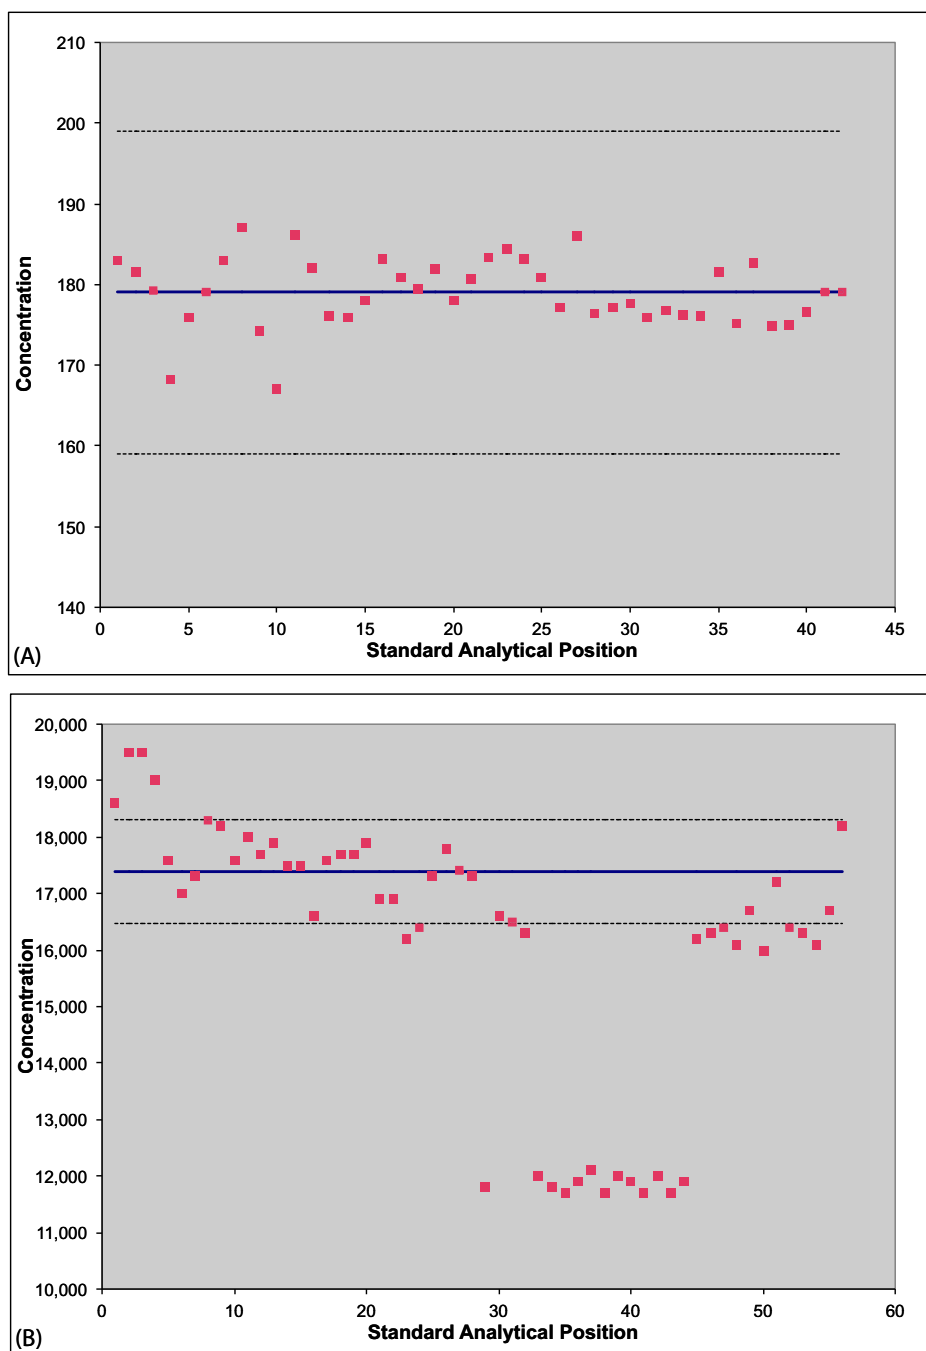 210
200
190
180
170
160
150
140
Concentration
0 5 10 15 20 25 30 35 40 45
Standard Analytical Position
(A)
20,000
19,000
18,000
17,000
16,000
15,000
14,000
13,000
12,000
11,000
10,000
Concentration
0 10 20 30 40 50 60
Standard Analytical Position
(B)